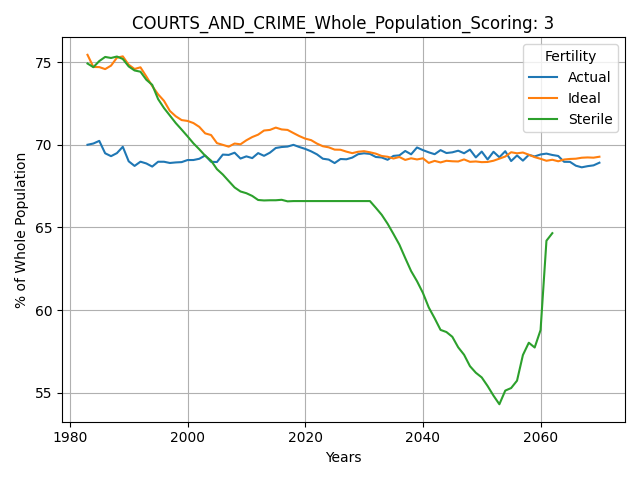 COURTS_AND_CRIME_Whole_Population_Scoring: 3
Fertility
Actual
Ideal
Sterile
% of Whole Population
75
70
65
60
55
1980
2000
2020
2040
2060
Years